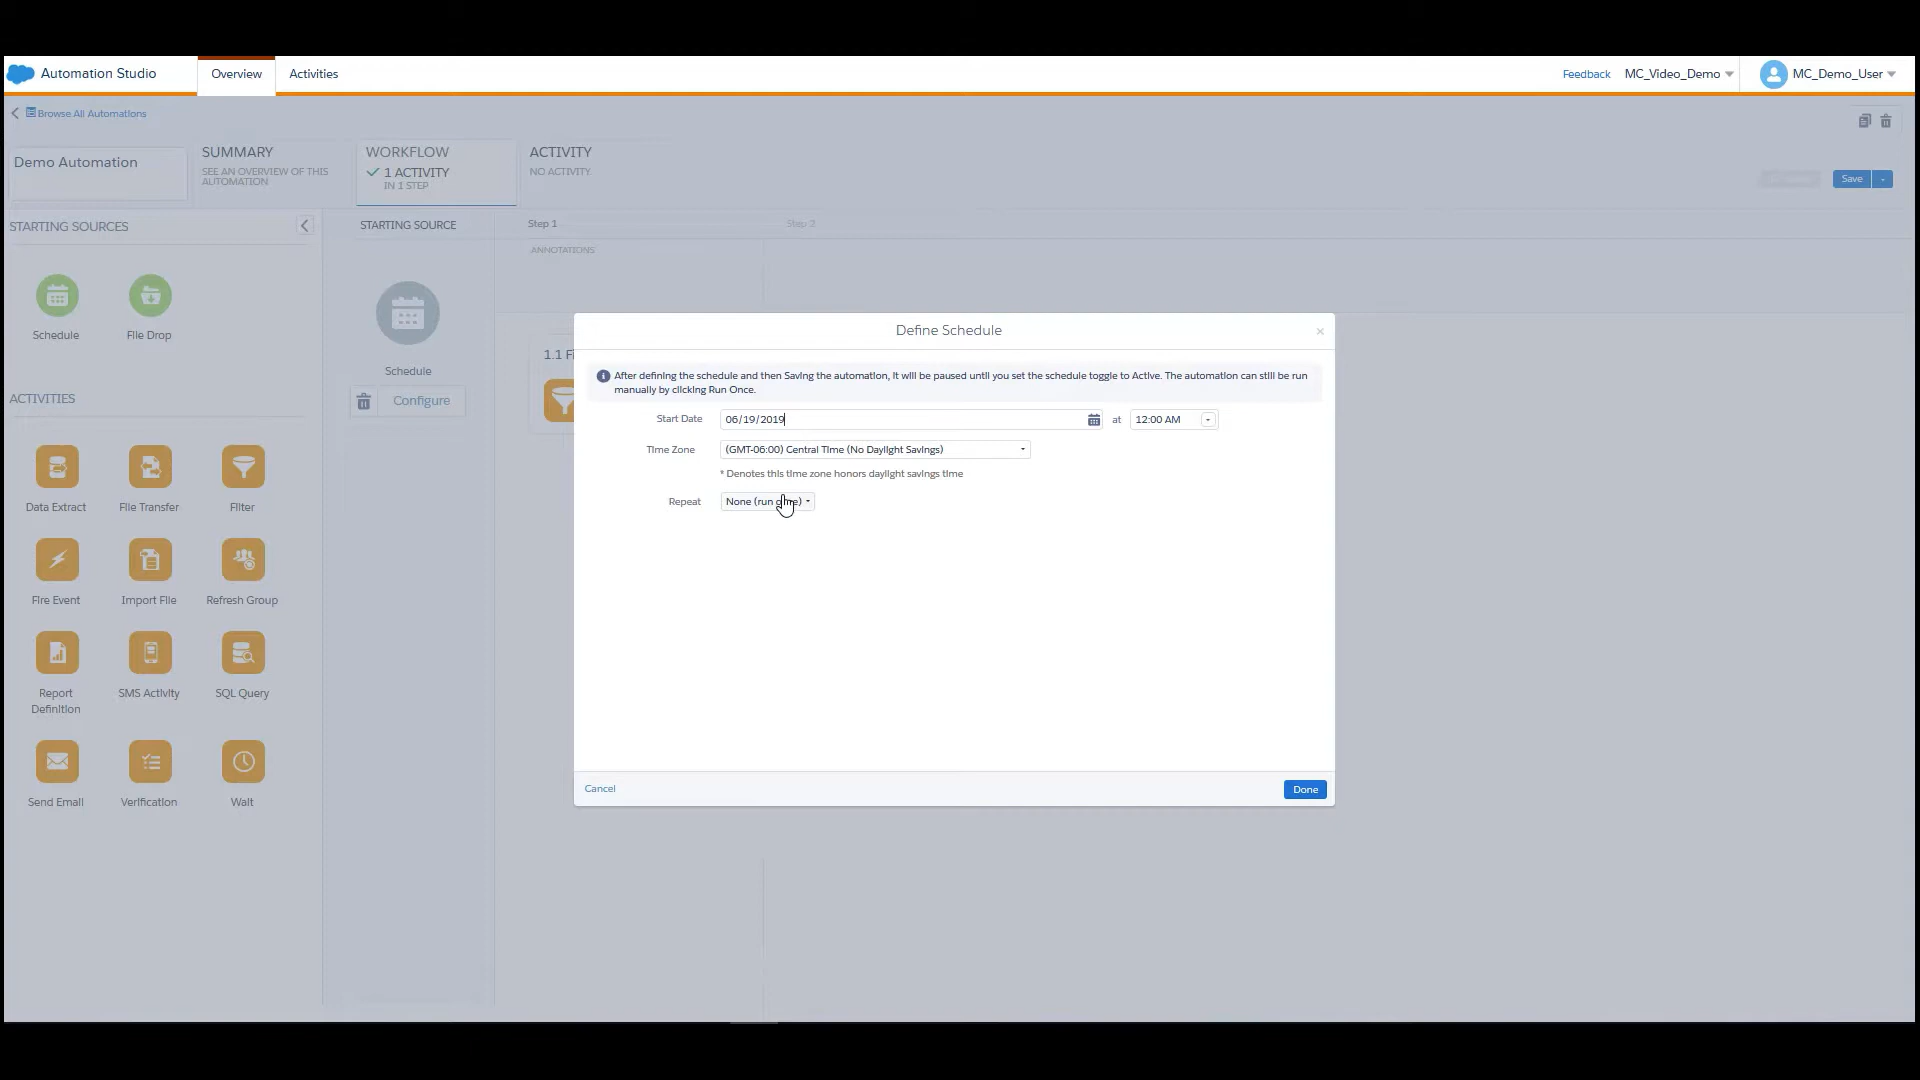 Automation Studio
Overview
Activities
Feedback
MC_Video_Demo
MC_Demo_User
Browse All Automations
Demo Automation
SUMMARY
SEE AN OVERVIEW OF THIS
AUTOMATION
WORKFLOW
1 ACTIVITY
IN 1 STEP
ACTIVITY
NO ACTIVITY
Save
STARTING SOURCES
STARTING SOURCE
Step 1
Step 2
ANNOTATIONS
Schedule
File Drop
Schedule
Configure
1.1
ACTIVITIES
Data Extract
File Transfer
Filter
Fire Event
Import File
Refresh Group
Report
Definition
SMS Activity
SQL Query
Send Email
Verification
Wait
Define Schedule
After defining the schedule and then Saving the automation, it will be paused until you set the schedule toggle to Active. The automation can still be run
manually by clicking Run Once.
Start Date
06/19/2019
at
12:00 AM
Time Zone
(GMT-06:00) Central Time (No Daylight Savings)
* Denotes this time zone honors daylight savings time
Repeat
None (run
Cancel
Done